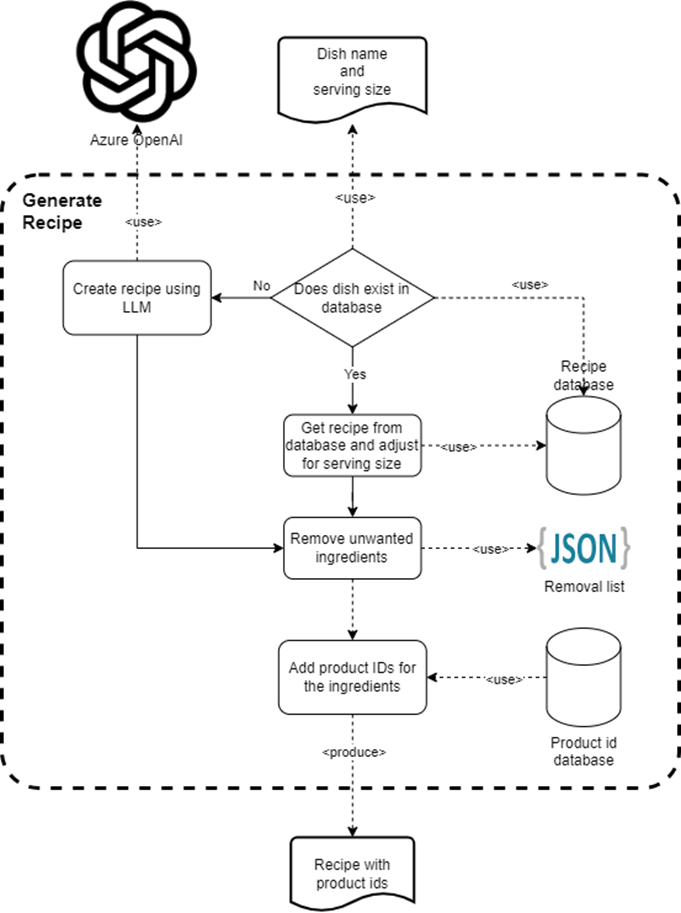 Dish name
and
serving size
Azure OpenAI
Generate
Recipe
<use>
<use>
Create recipe using
LLM
No
Does dish exist in
database
<use>
Yes
Recipe
database
Get recipe from
database and adjust
for serving size
<use>
Remove unwanted
ingredients
<use>
{JSON}
Removal list
Add product IDs for
the ingredients
<use>
Product id
database
<produce>
Recipe with
product ids